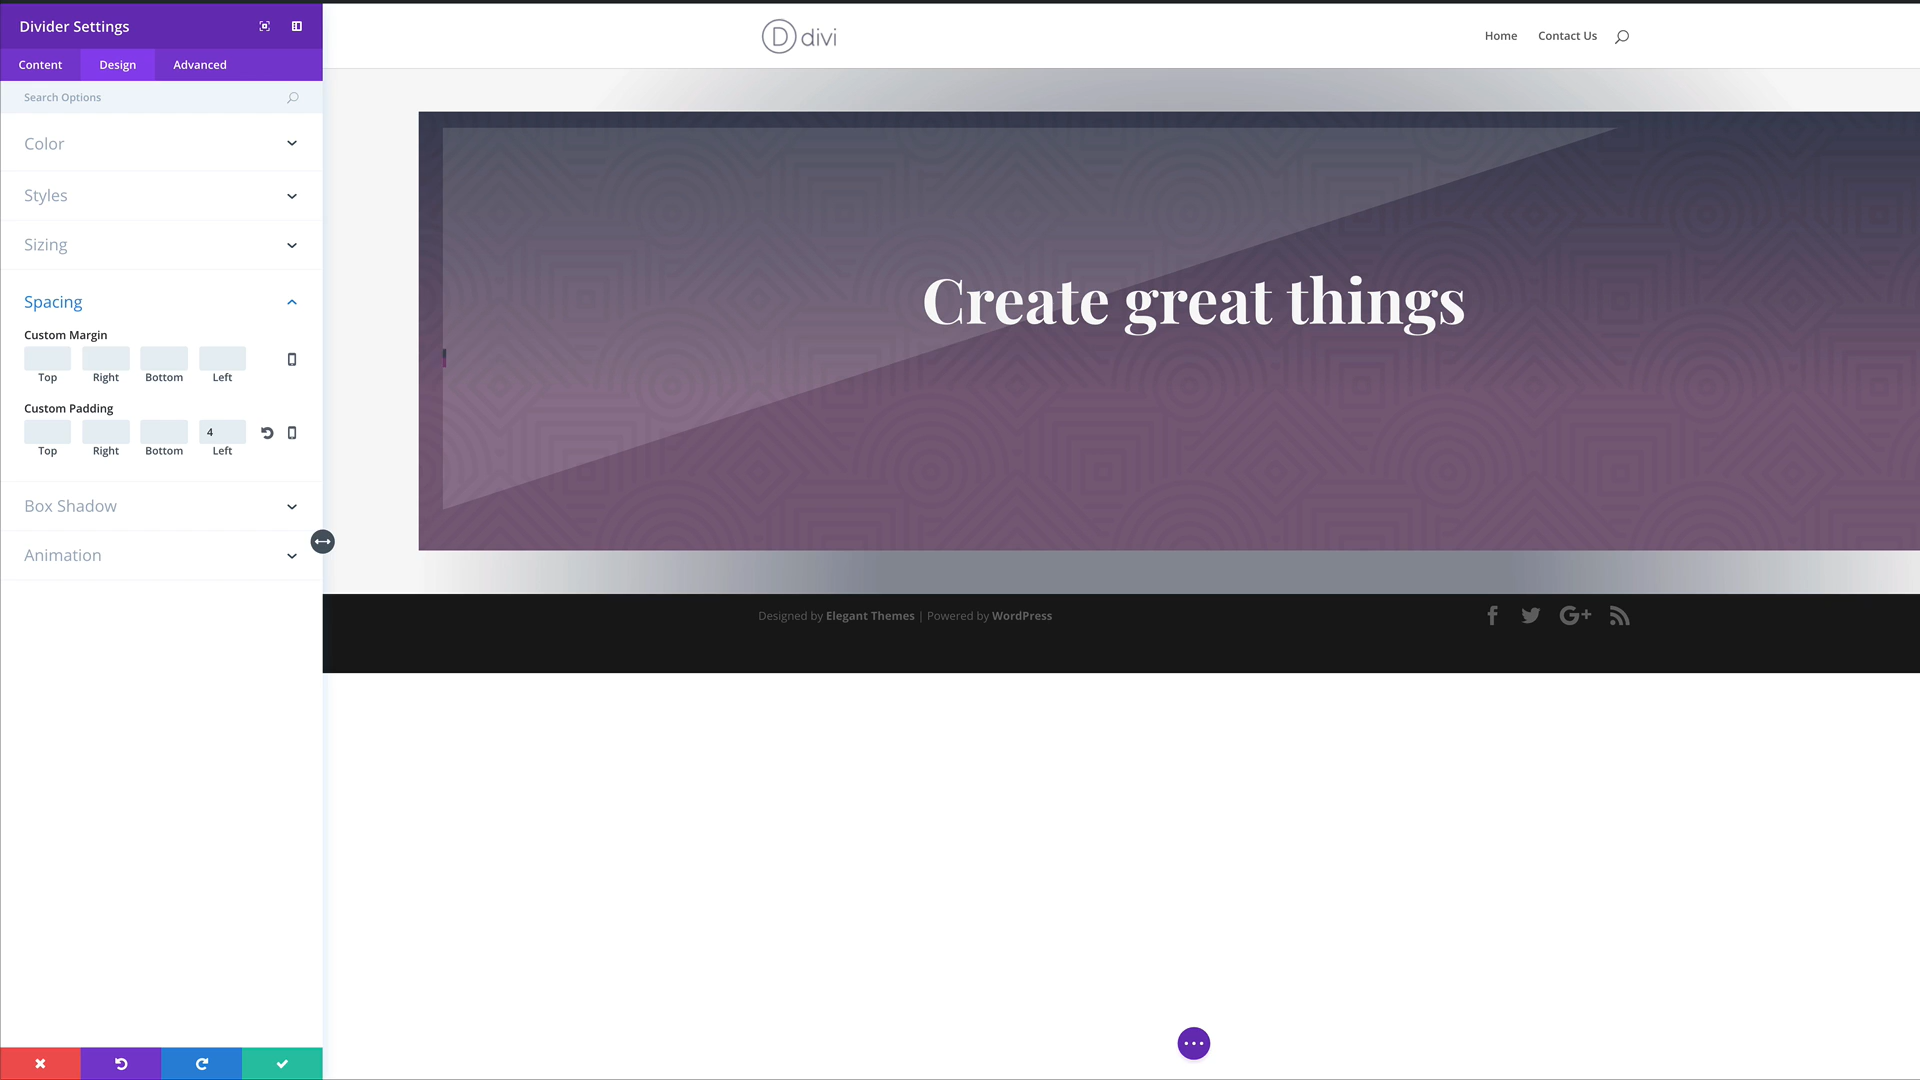 Divider Settings
Content
Design
Advanced
Search Options
Color
Styles
Sizing
Spacing
Custom Margin
Top
Right
Bottom
Left
Custom Padding
4
Top
Right
Bottom
Left
Box Shadow
Animation
D divi
Home
Contact Us
Create great things
Designed by Elegant Themes | Powered by WordPress
G+